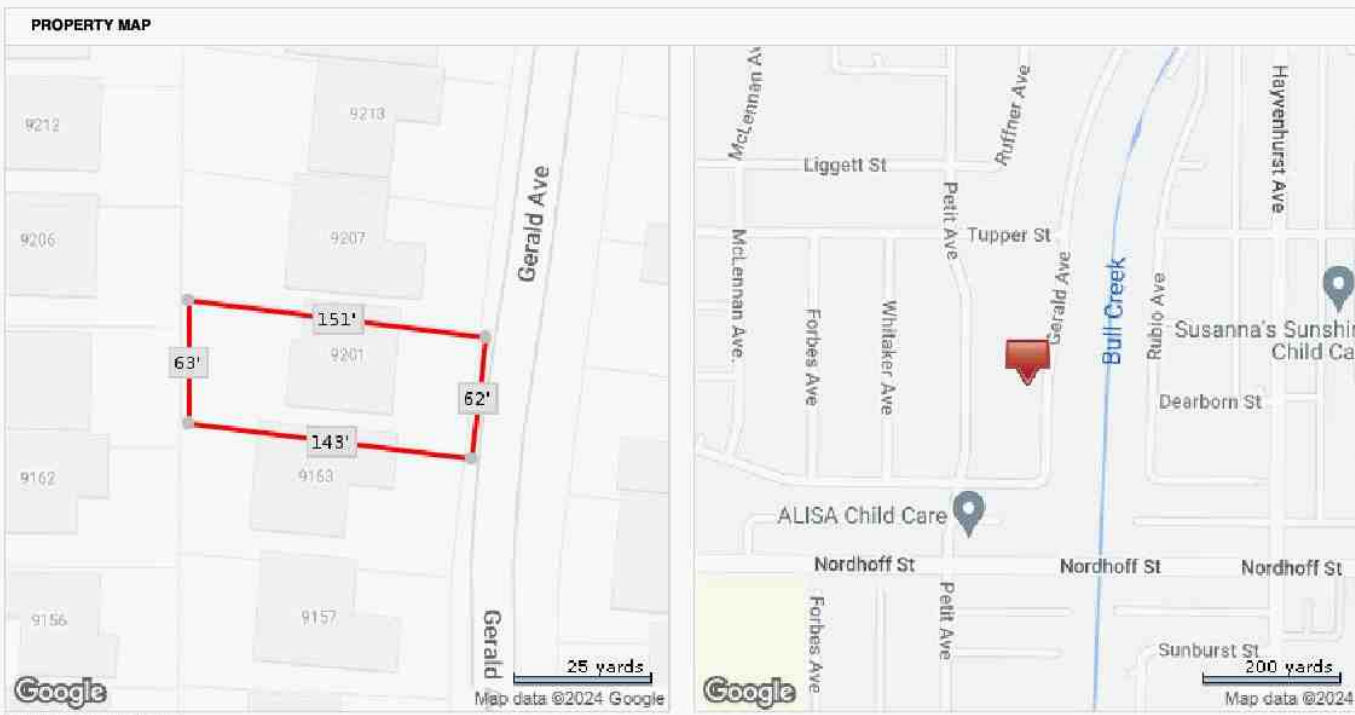 PROPERTY MAP
9212
9213
9206
9207
Gerald Ave
151'
9201
63'
62'
143'
9162
9163
9156
9157
Gerald
25 yards
Google
Map data ©2024 Google
McLennan Av
Ruffner Ave
Hayvenhurst Ave
Liggett St
Petit Ave
Tupper St
McLennan Ave
Gerald Ave
Bull Creek
Rubio Ave
Forbes Ave
Whitaker Ave
Susanna's Sunshin
Child Ca
Dearborn St
ALISA Child Care
Nordhoff St
Nordhoff St
Nordhoff St
Forbes Ave
Petit Ave
Sunburst St
200 yards
Google
Map data ©2024